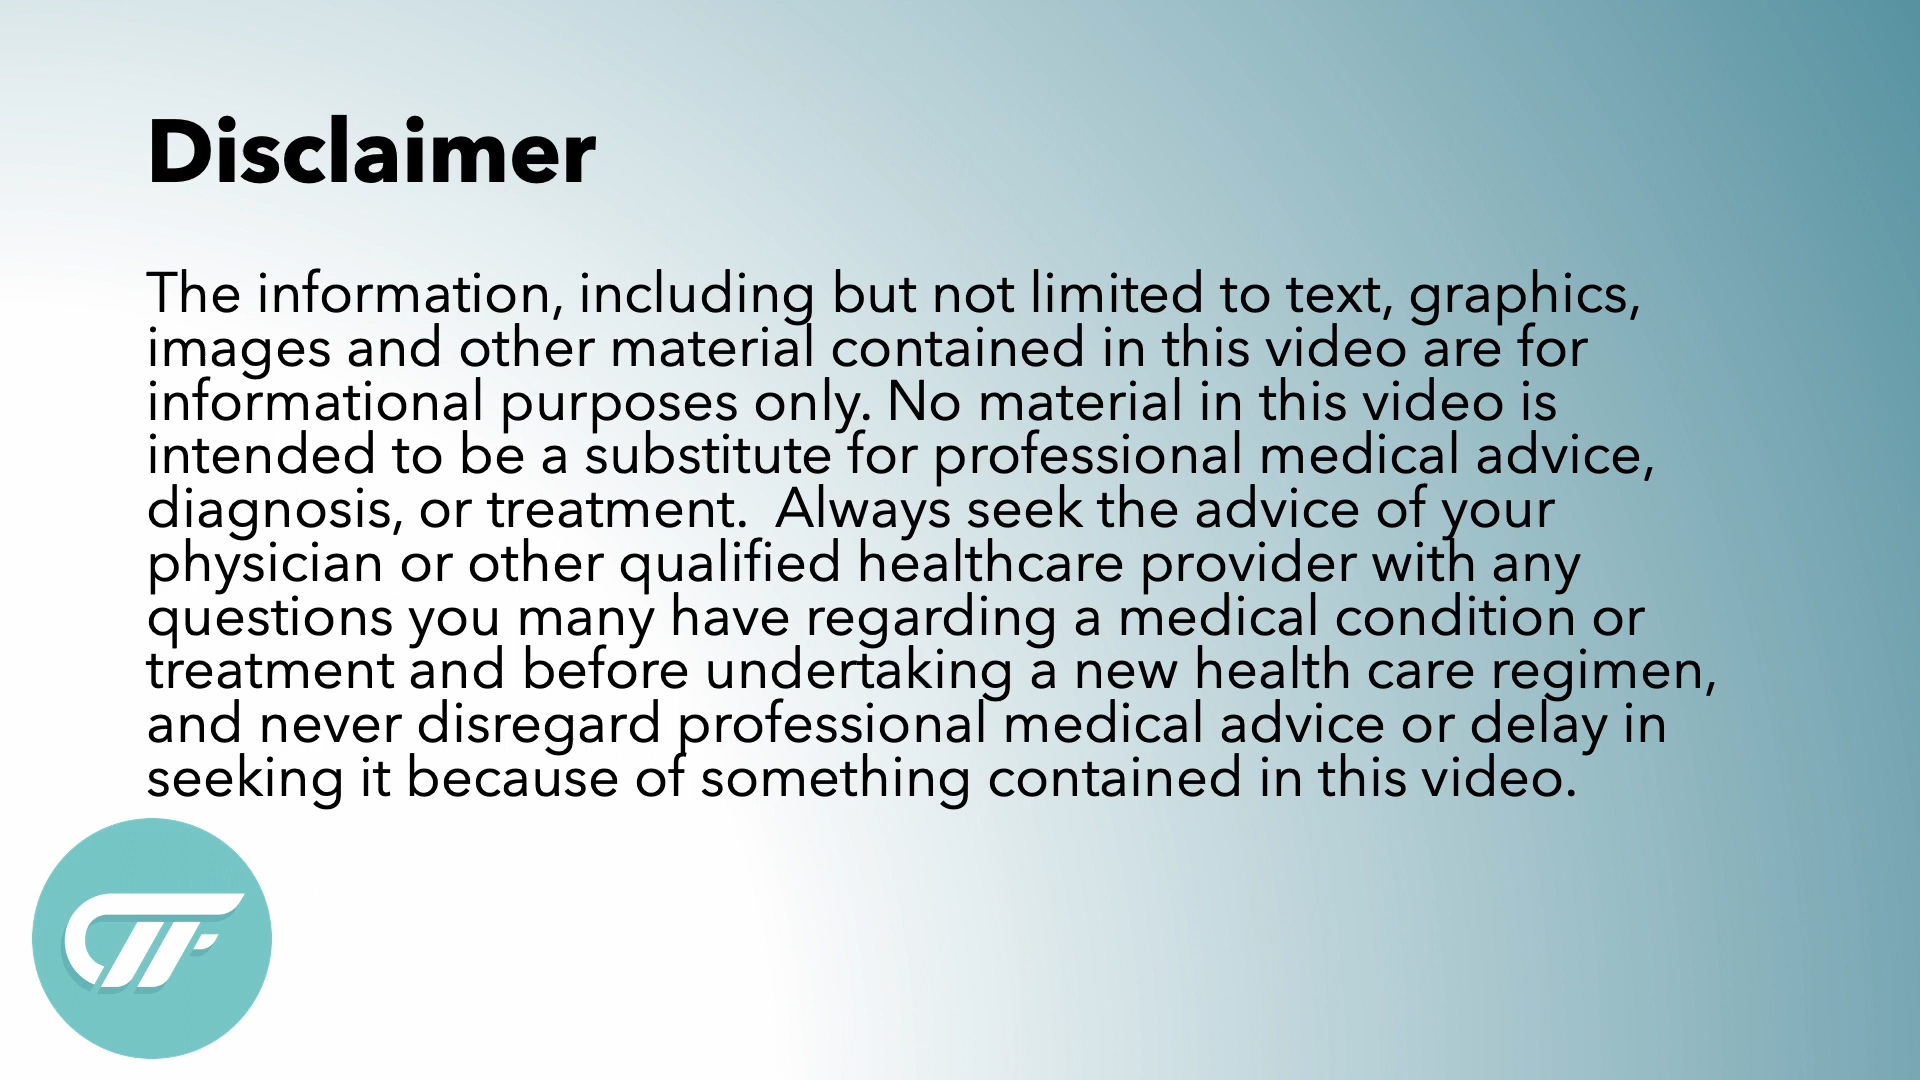 Disclaimer
The information, including but not limited to text, graphics,
images and other material contained in this video are for
informational purposes only. No material in this video is
intended to be a substitute for professional medical advice,
diagnosis, or treatment.  Always seek the advice of your
physician or other qualified healthcare provider with any
questions you many have regarding a medical condition or
treatment and before undertaking a new health care regimen,
and never disregard professional medical advice or delay in
seeking it because of something contained in this video.